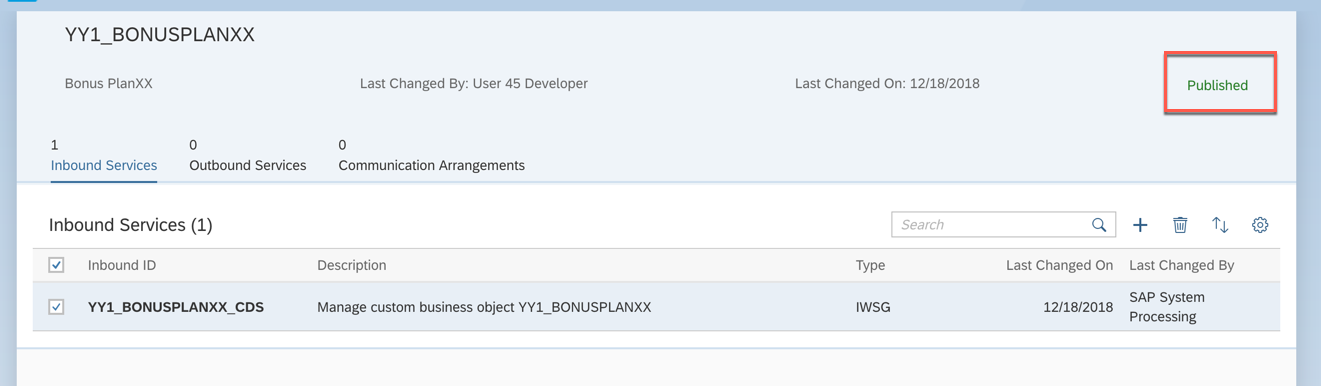 YY1_BONUSPLANXX
Bonus PlanXX Last Changed By: User 45 Developer Last Changed On: 12/18/2018 Published
1 0 0
Inbound Services Outbound Services Communication Arrangements
Inbound Services (1) Search
Inbound ID Description Type Last Changed On Last Changed By
YY1_BONUSPLANXX_CDS Manage custom business object YY1_BONUSPLANXX IWSG 12/18/2018 SAP System
Processing